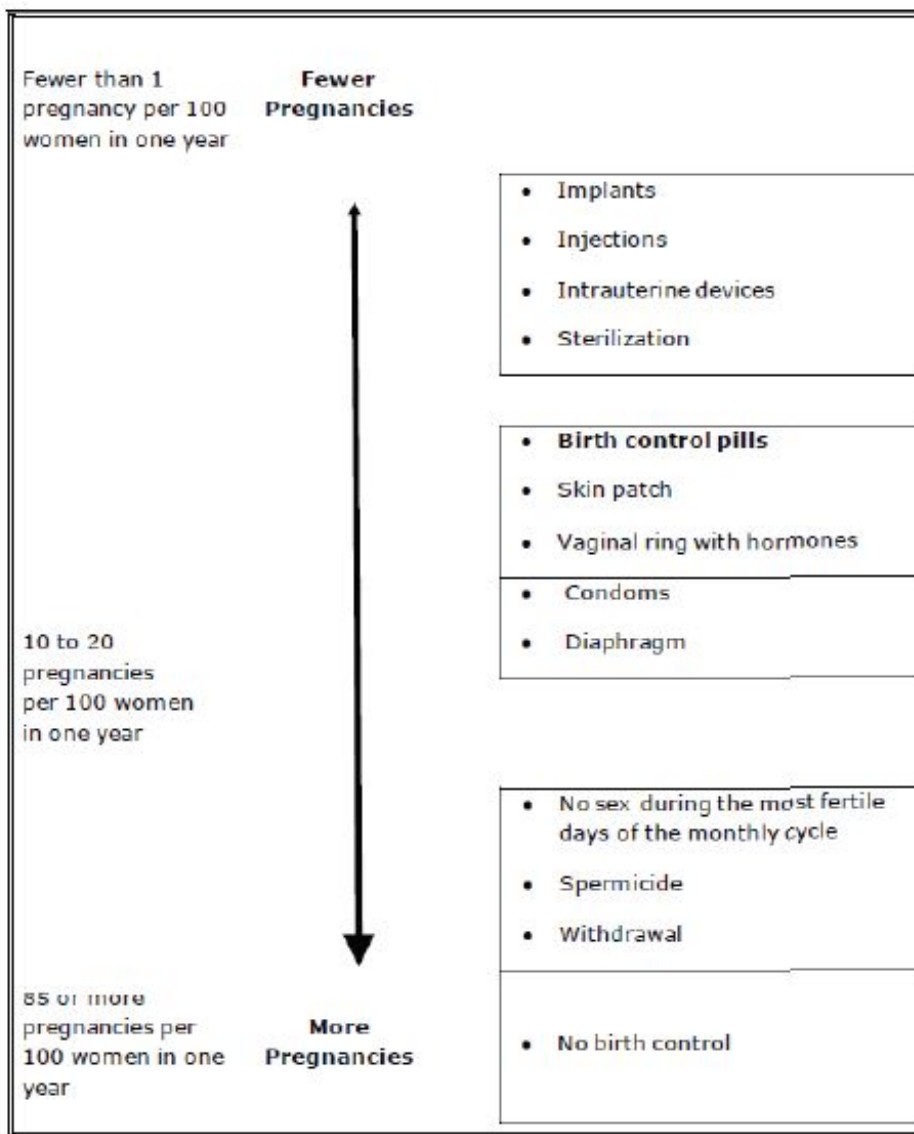 Fewer than 1
pregnancy per 100
women in one year
Fewer
Pregnancies
• Implants
• Injections
• Intrauterine devices
• Sterilization
• Birth control pills
• Skin patch
• Vaginal ring with hormones
• Condoms
• Diaphragm
10 to 20
pregnancies
per 100 women
in one year
• No sex during the most fertile
days of the monthly cycle
• Spermicide
• Withdrawal
85 or more
pregnancies per
100 women in one
year
More
Pregnancies
• No birth control